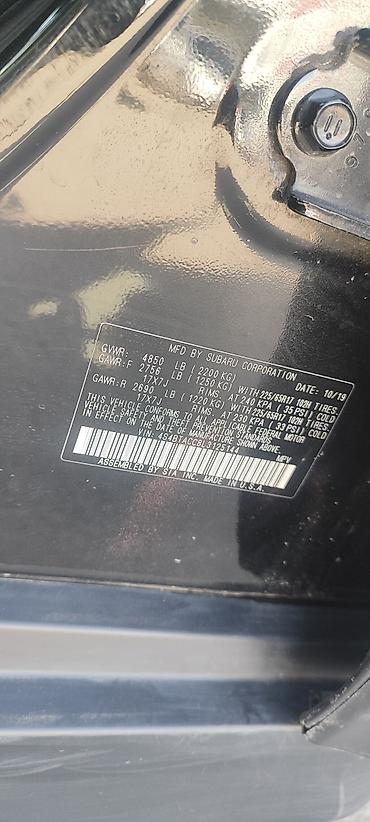 MFD BY SUBARU CORPORATION DATE: 10/19
GVWR: 4850 LB (2200 KG)
GAWR:F 2756 LB (1250 KG) WITH 225/65R17 102H TIRES,
17X7J RIMS, AT 240 KPA (35 PSI) COLD
GAWR:R 2690 LB (1220 KG) WITH 225/65R17 102H TIRES,
17X7J RIMS, AT 230 KPA (33 PSI) COLD
THIS VEHICLE CONFORMS TO ALL APPLICABLE FEDERAL MOTOR
VEHICLE SAFETY AND THEFT PREVENTION STANDARDS
IN EFFECT ON THE DATE OF MANUFACTURE SHOWN ABOVE.
VIN: MPV
ASSEMBLED BY SIA INC. MADE IN U.S.A.